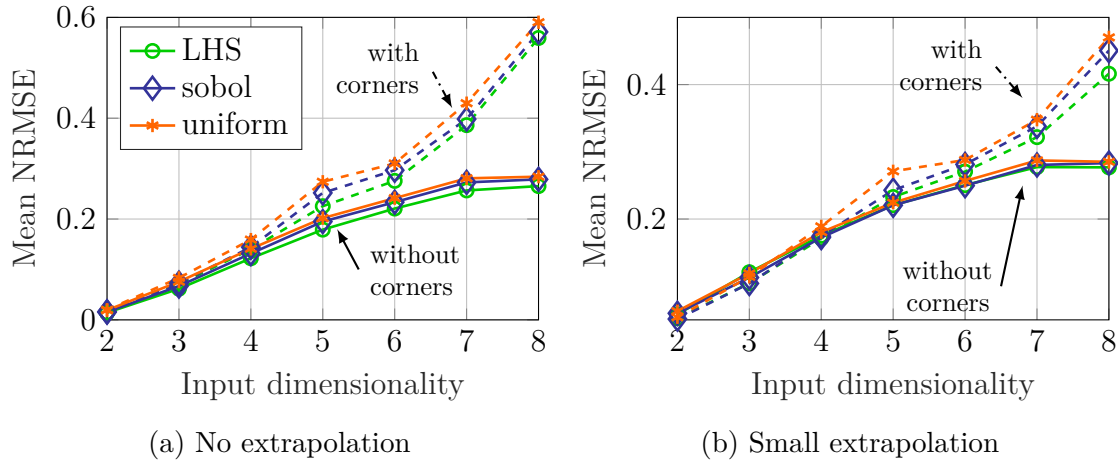 0.6
0.4
0.2
0
Mean NRMSE
LHS
sobol
uniform
with
corners
without
corners
2 3 4 5 6 7 8
Input dimensionality
(a) No extrapolation
0.4
0.2
Mean NRMSE
with
corners
without
corners
2 3 4 5 6 7 8
Input dimensionality
(b) Small extrapolation